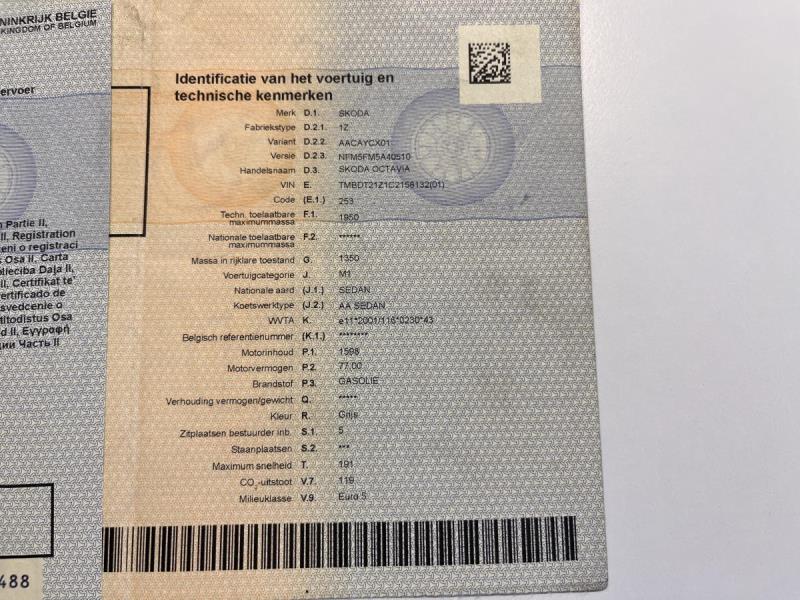 NINKRIJK BELGIE
KINGDOM OF BELGIUM
ervoer
Partie II,
II, Registration
o registraci
Osa II, Carta
Daļa II,
II, Certifikat te'
ertificado de
svedcenie o
titodistus Osa
II, Εγγραφή
ции Часть II
488
Identificatie van het voertuig en
technische kenmerken
Merk D.1. SKODA
Fabriekstype D.2.1. 1Z
Variant D.2.2. AACAYCX01
Versie D.2.3. NFM5FM5A40510
Handelsnaam D.3. SKODA OCTAVIA
VIN E. TMBDT21Z1C2158132(01)
Code (E.1.) 253
Techn. toelaatbare F.1. 1950
maximummassa
Nationale toelaatbare F.2. ******
maximummassa
Massa in rijklare toestand G. 1350
Voertuigcategorie J. M1
Nationale aard (J.1.) SEDAN
Koetswerktype (J.2.) AA SEDAN
WVTA K. e11*2001/116*0230*43
Belgisch referentienummer (K.1.) ********
Motorinhoud P.1. 1598
Motorvermogen P.2. 77.00
Brandstof P.3. GASOLIE
Verhouding vermogen/gewicht Q. *****
Kleur R. Grijs
Zitplaatsen bestuurder inb. S.1. 5
Staanplaatsen S.2. ***
Maximum snelheid T. 191
CO₂-uitstoot V.7. 119
Milieuklasse V.9. Euro 5